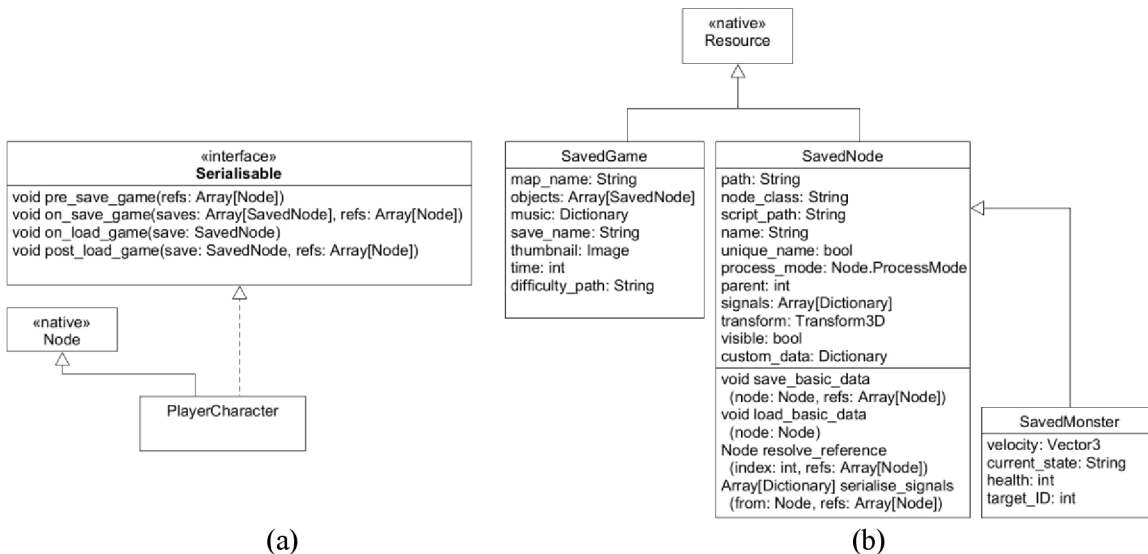 «interface»
Serialisable
void pre_save_game(refs: Array[Node])
void on_save_game(saves: Array[SavedNode], refs: Array[Node])
void on_load_game(save: SavedNode)
void post_load_game(save: SavedNode, refs: Array[Node])
«native»
Node
PlayerCharacter
(a)
«native»
Resource
SavedGame
map_name: String
objects: Array[SavedNode]
music: Dictionary
save_name: String
thumbnail: Image
time: int
difficulty_path: String
SavedNode
path: String
node_class: String
script_path: String
name: String
unique_name: bool
process_mode: Node.ProcessMode
parent: int
signals: Array[Dictionary]
transform: Transform3D
visible: bool
custom_data: Dictionary
void save_basic_data
(node: Node, refs: Array[Node])
void load_basic_data
(node: Node)
Node resolve_reference
(index: int, refs: Array[Node])
Array[Dictionary] serialise_signals
(from: Node, refs: Array[Node])
SavedMonster
velocity: Vector3
current_state: String
health: int
target_ID: int
(b)